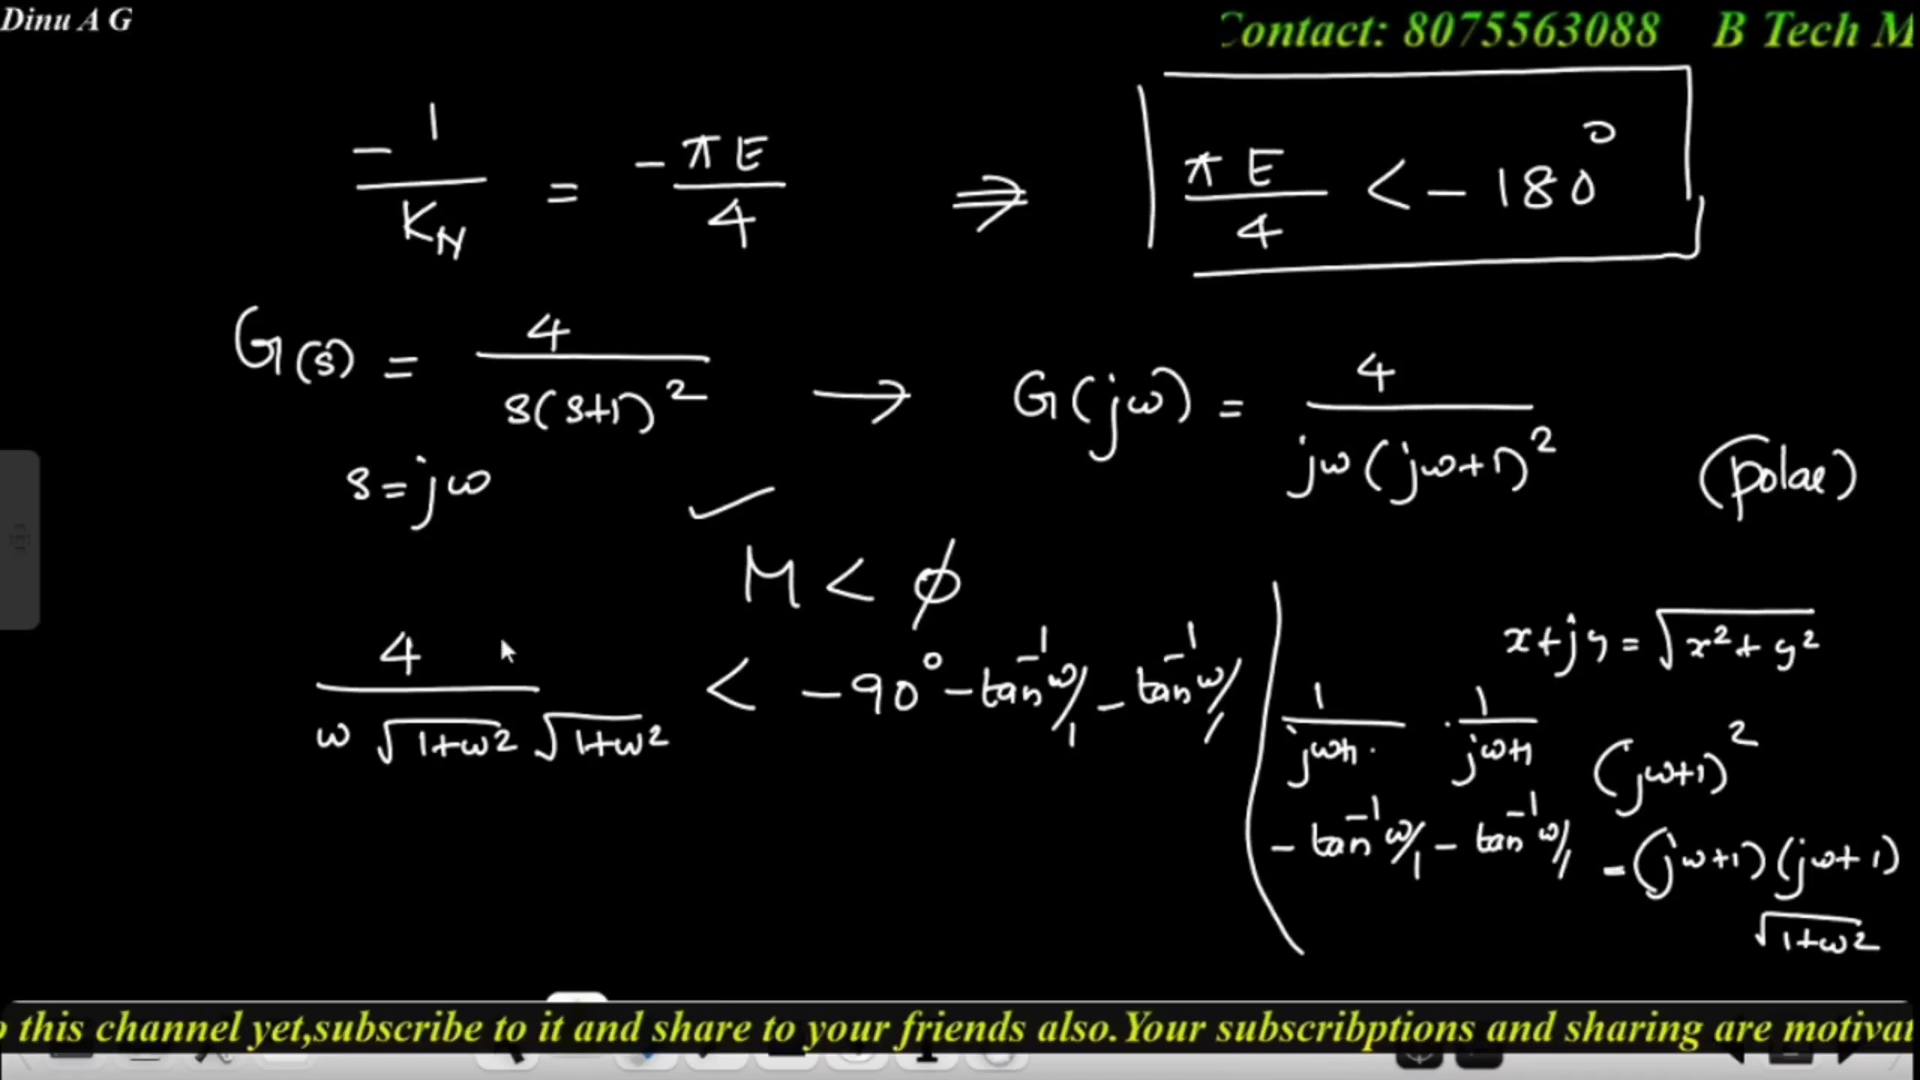 Dinu A G
Contact: 8075563088 B Tech M
-1/K_N = -πE/4 ⇒ |πE/4 < -180°
G(s) = 4/s(s+1)² → G(jω) = 4/jω(jω+1)² (polar)
s=jω
M < φ
4/ω√1+ω² √1+ω² < -90° - tan⁻¹ω/1 - tan⁻¹ω/1
x+jy = √x²+y²
1/jω+1 . 1/jω+1 (jω+1)²
- tan⁻¹ω/1 - tan⁻¹ω/1 = (jω+1)(jω+1)
√1+ω²
o this channel yet,subscribe to it and share to your friends also.Your subscribptions and sharing are motivat